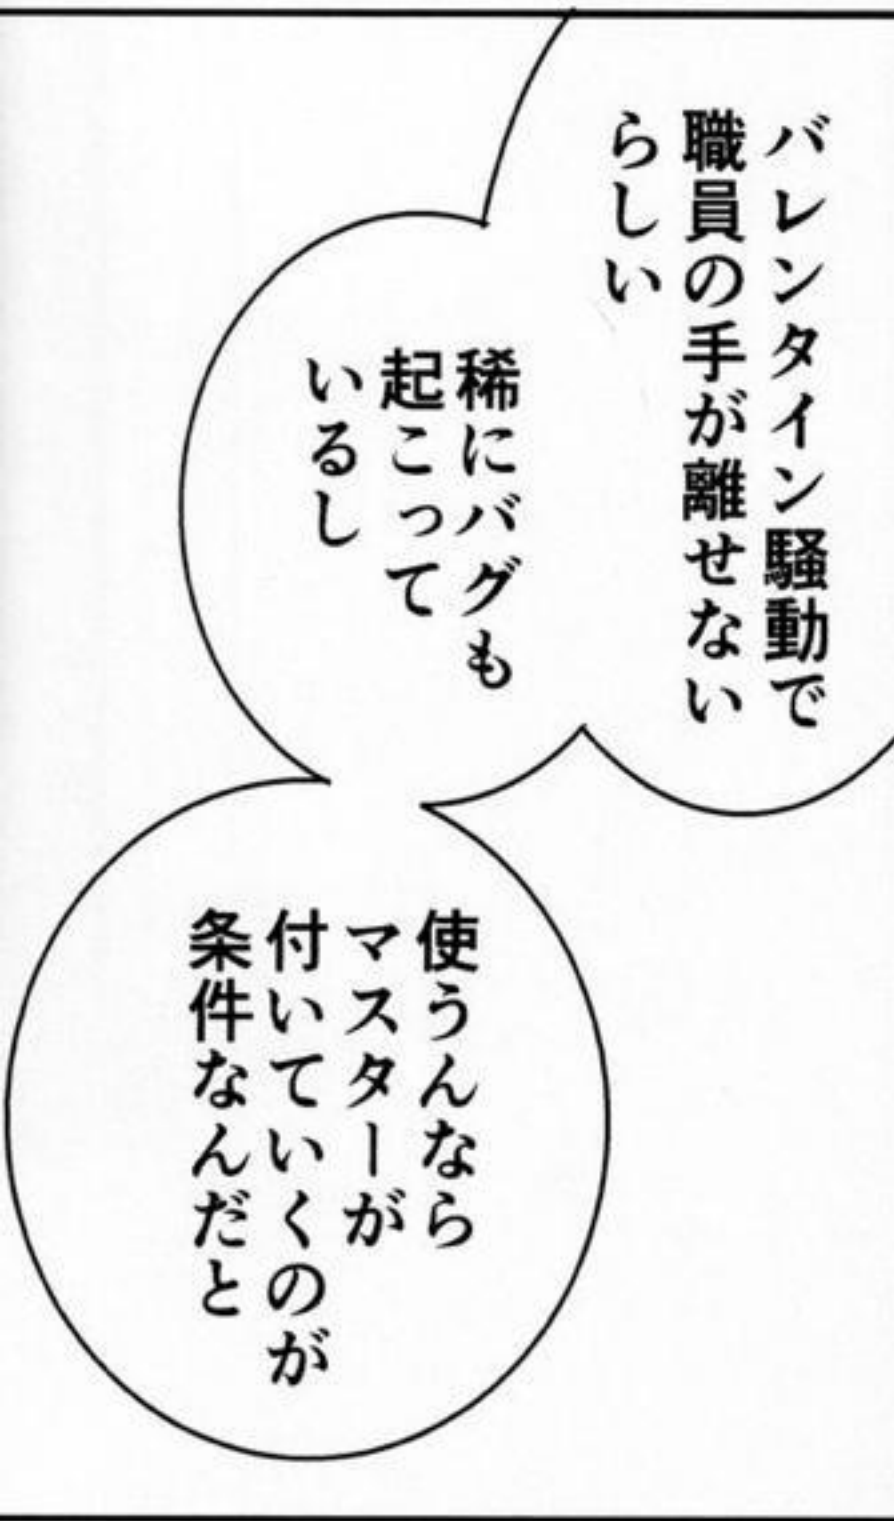 バレンタイン騒動で
職員の手が離せない
らしい
稀にバグも
起こって
いるし
使うんなら
マスターが
付いていくのが
条件なんだと